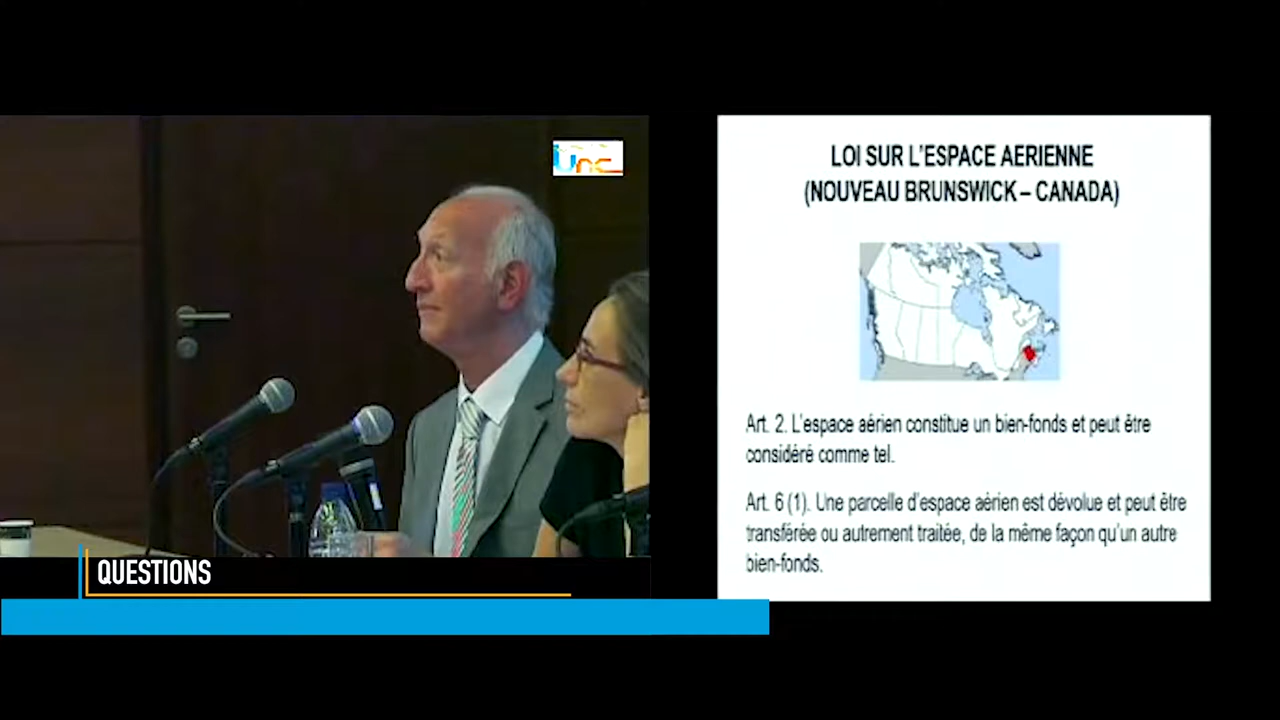 Unc
QUESTIONS
LOI SUR L'ESPACE AERIENNE
(NOUVEAU BRUNSWICK – CANADA)
Art. 2. L'espace aérien constitue un bien-fonds et peut être
considéré comme tel.
Art. 6 (1). Une parcelle d'espace aérien est dévolue et peut être
transférée ou autrement traitée, de la même façon qu'un autre
bien-fonds.